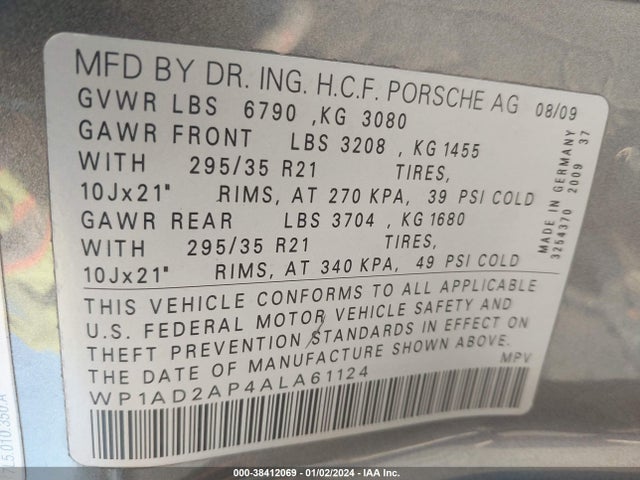 MFD BY DR. ING. H.C.F. PORSCHE AG 08/09
GVWR LBS 6790 ,KG 3080
GAWR FRONT LBS 3208 , KG 1455
WITH 295/35 R21 TIRES,
10Jx21" RIMS, AT 270 KPA, 39 PSI COLD
GAWR REAR LBS 3704 , KG 1680
WITH 295/35 R21 TIRES,
10Jx21" RIMS, AT 340 KPA, 49 PSI COLD
THIS VEHICLE CONFORMS TO ALL APPLICABLE
U.S. FEDERAL MOTOR VEHICLE SAFETY AND
THEFT PREVENTION STANDARDS IN EFFECT ON
THE DATE OF MANUFACTURE SHOWN ABOVE.
WP1AD2AP4ALA61124 MPV
MADE IN GERMANY
3254370 2009 37
7L5.010.350.A
000-38412069 - 01/02/2024 - IAA Inc.